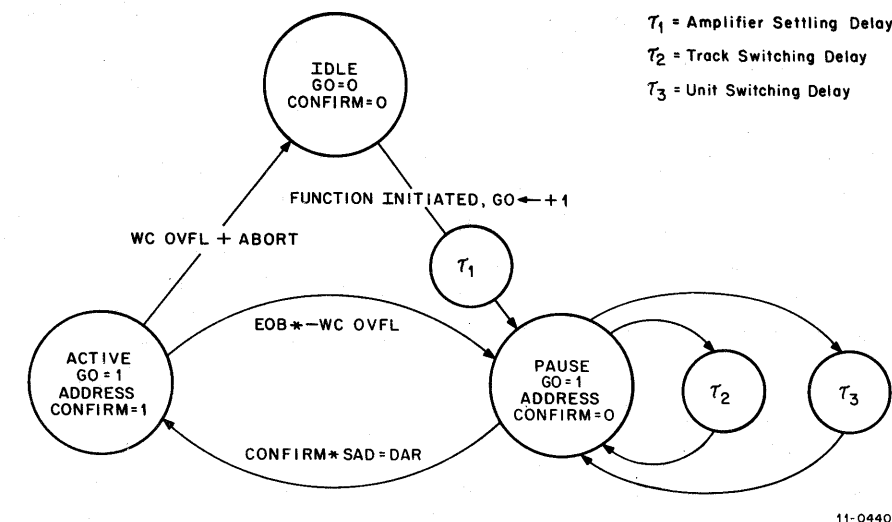 τ1 = Amplifier Settling Delay
τ2 = Track Switching Delay
τ3 = Unit Switching Delay
IDLE
GO=0
CONFIRM=0
FUNCTION INITIATED, GO←+1
WC OVFL + ABORT
τ1
EOB*−WC OVFL
ACTIVE
GO=1
ADDRESS
CONFIRM=1
PAUSE
GO=1
ADDRESS
CONFIRM=0
τ2
τ3
CONFIRM*SAD=DAR
11-0440